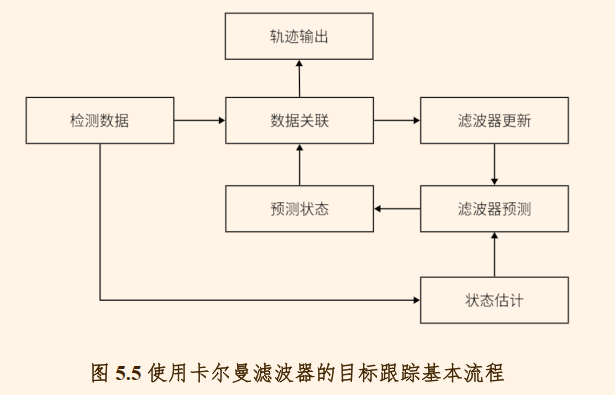 轨迹输出
检测数据
数据关联
滤波器更新
预测状态
滤波器预测
状态估计
图 5.5 使用卡尔曼滤波器的目标跟踪基本流程